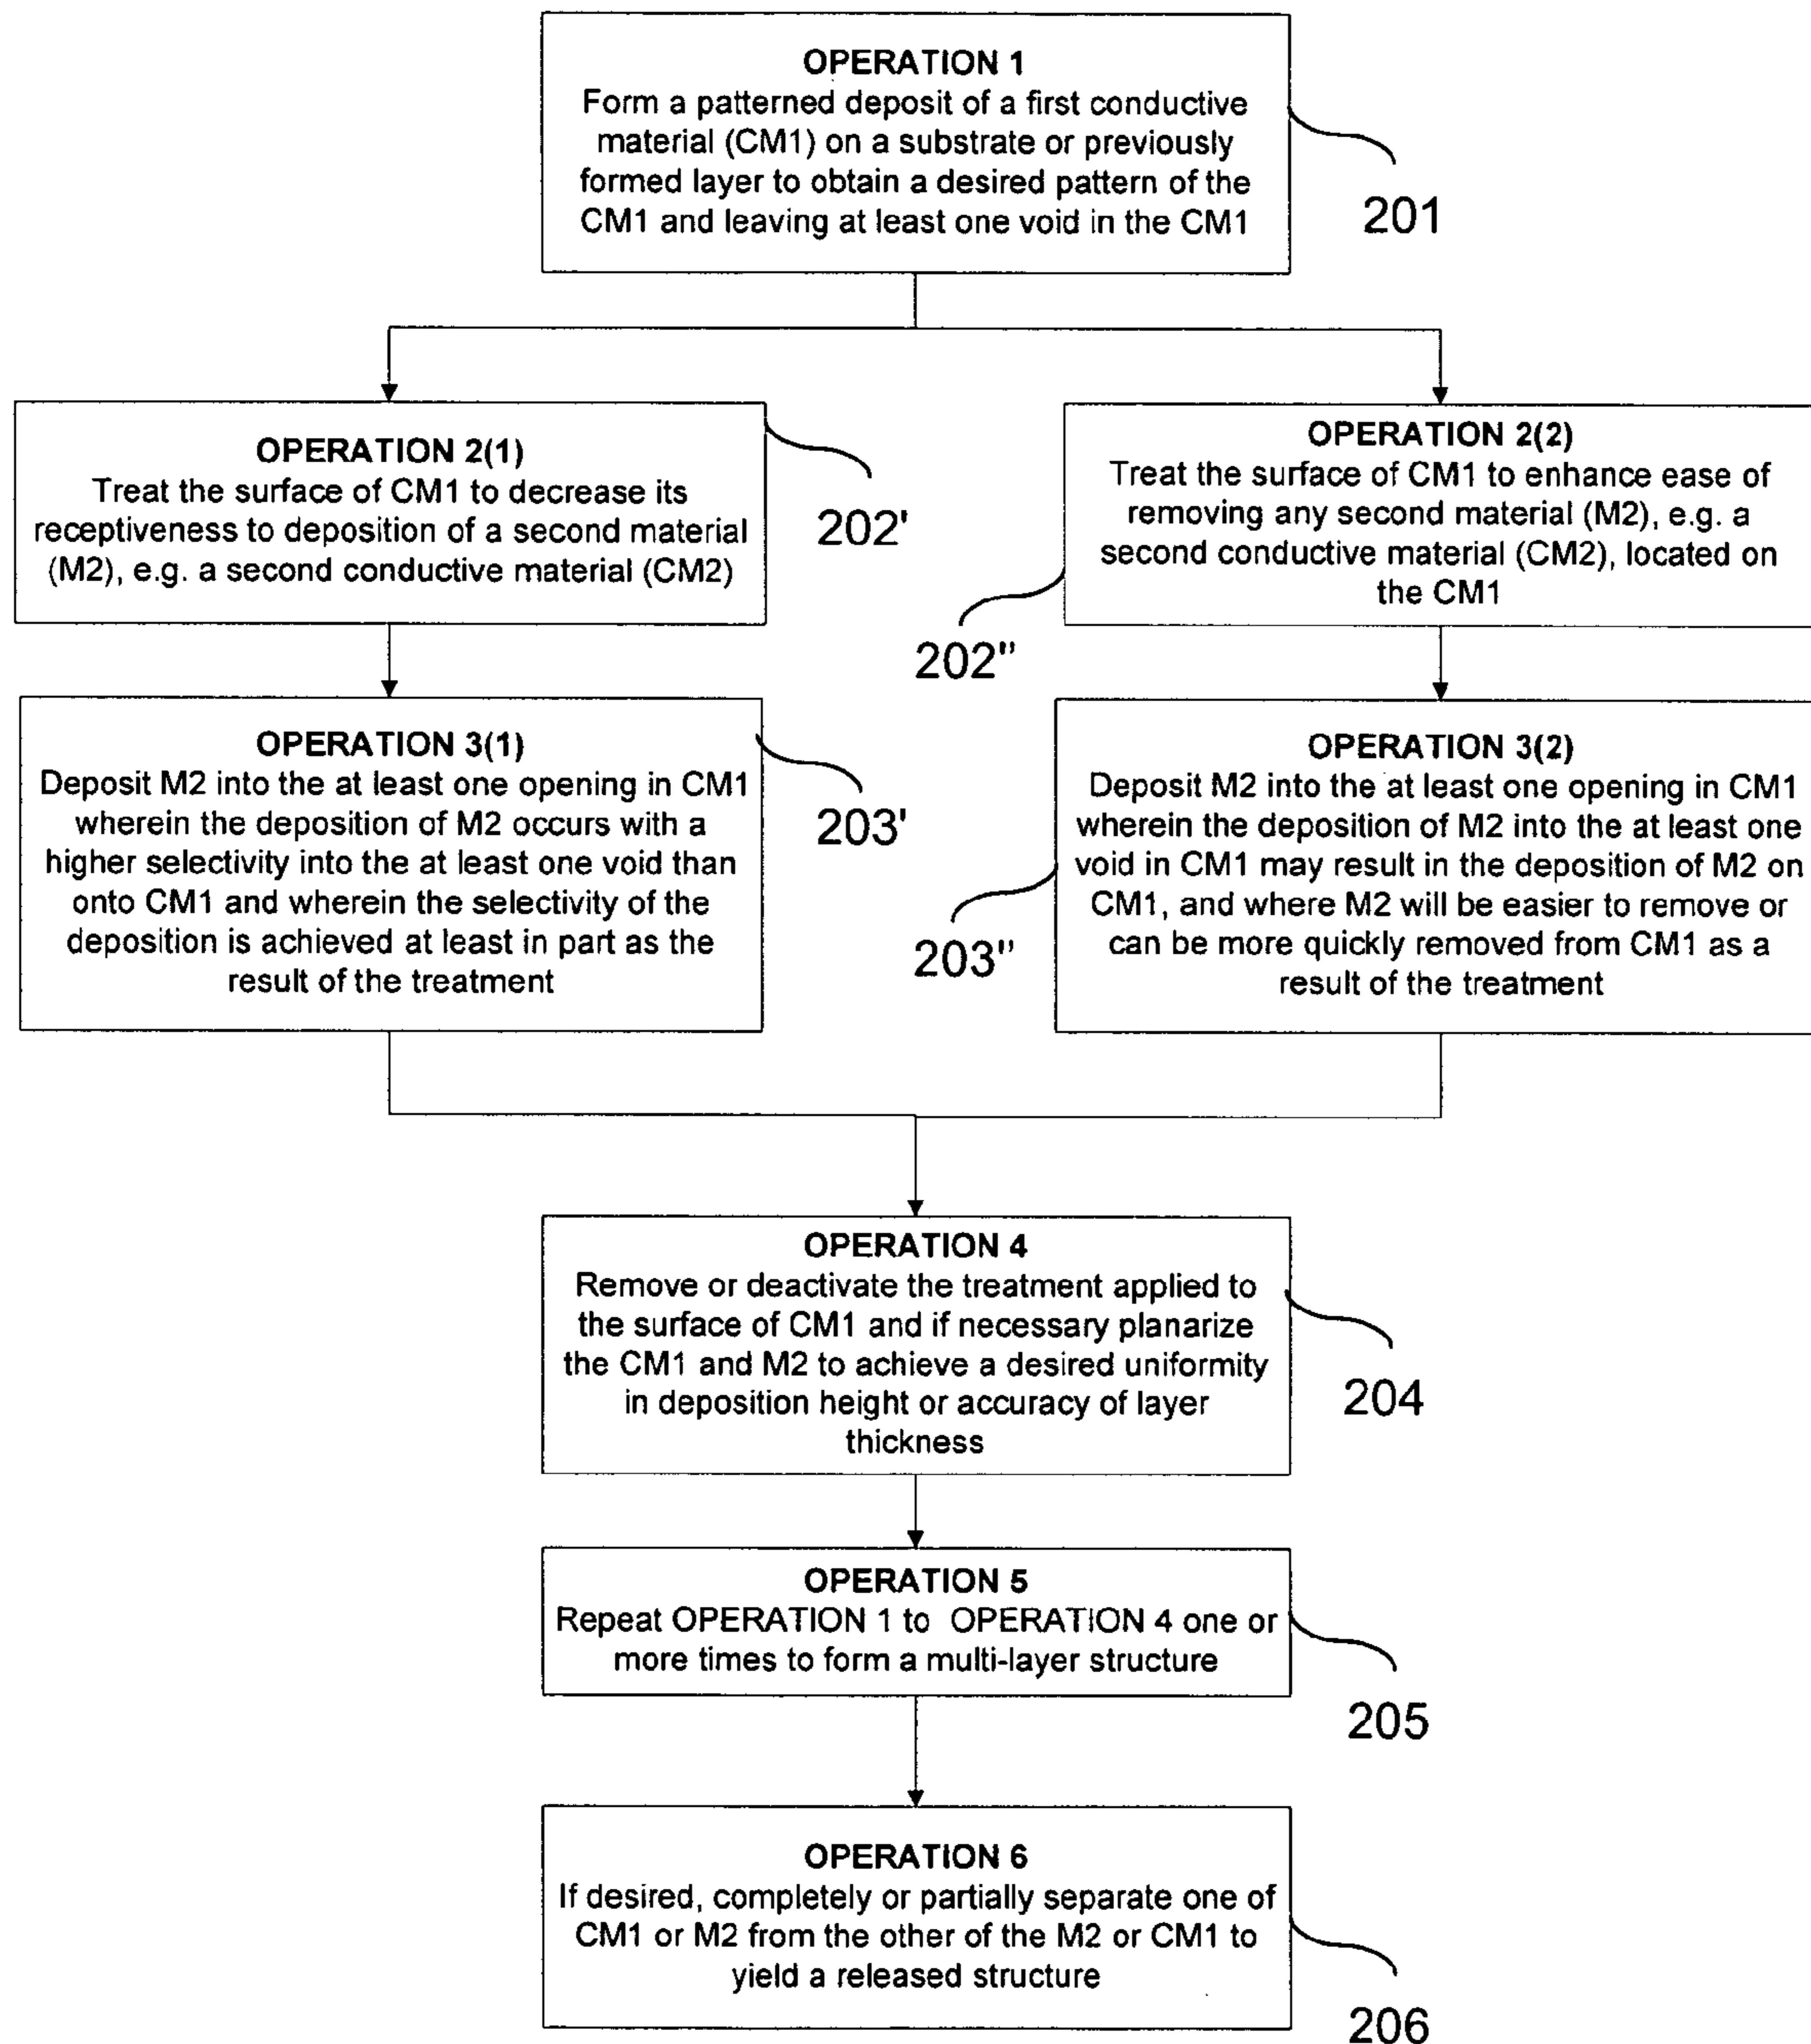 OPERATION 1
Form a patterned deposit of a first conductive
material (CM1) on a substrate or previously
formed layer to obtain a desired pattern of the
CM1 and leaving at least one void in the CM1
201
OPERATION 2(1)
Treat the surface of CM1 to decrease its
receptiveness to deposition of a second material
(M2), e.g. a second conductive material (CM2)
202'
OPERATION 2(2)
Treat the surface of CM1 to enhance ease of
removing any second material (M2), e.g. a
second conductive material (CM2), located on
the CM1
202"
OPERATION 3(1)
Deposit M2 into the at least one opening in CM1
wherein the deposition of M2 occurs with a
higher selectivity into the at least one void than
onto CM1 and wherein the selectivity of the
deposition is achieved at least in part as the
result of the treatment
203'
OPERATION 3(2)
Deposit M2 into the at least one opening in CM1
wherein the deposition of M2 into the at least one
void in CM1 may result in the deposition of M2 on
CM1, and where M2 will be easier to remove or
can be more quickly removed from CM1 as a
result of the treatment
203"
OPERATION 4
Remove or deactivate the treatment applied to
the surface of CM1 and if necessary planarize
the CM1 and M2 to achieve a desired uniformity
in deposition height or accuracy of layer
thickness
204
OPERATION 5
Repeat OPERATION 1 to OPERATION 4 one or
more times to form a multi-layer structure
205
OPERATION 6
If desired, completely or partially separate one of
CM1 or M2 from the other of the M2 or CM1 to
yield a released structure
206